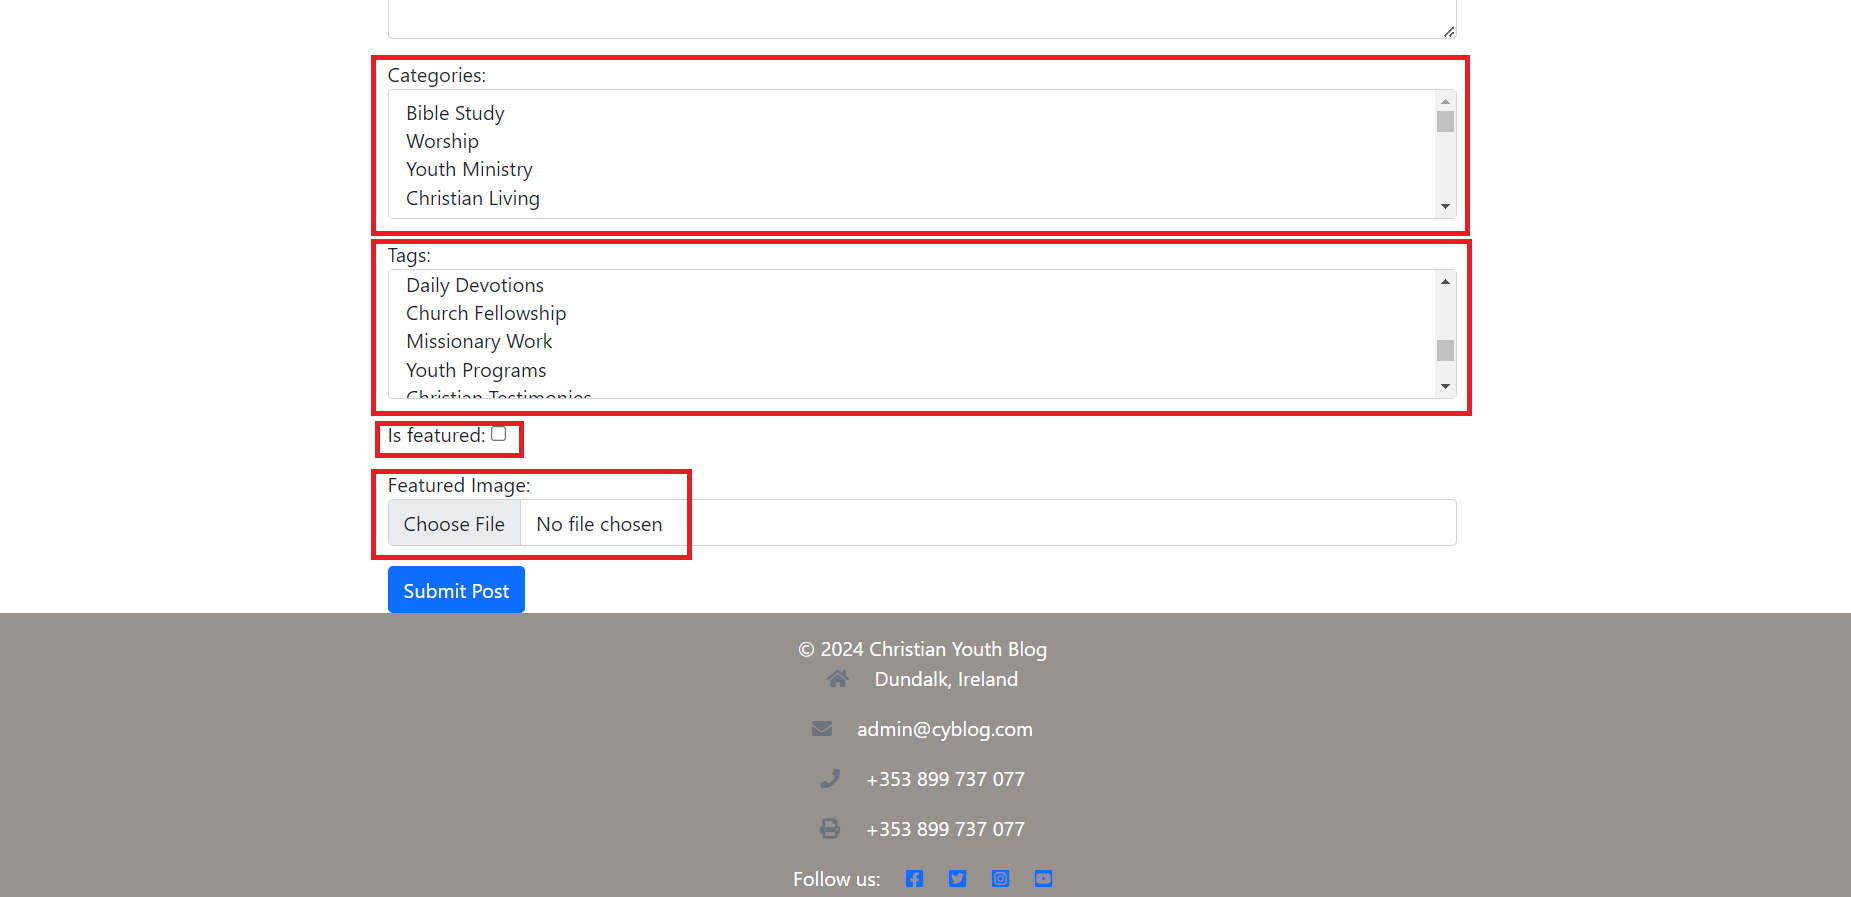 Categories:
Bible Study
Worship
Youth Ministry
Christian Living
Tags:
Daily Devotions
Church Fellowship
Missionary Work
Youth Programs
Christian Testimonies
Is featured:
Featured Image:
Choose File No file chosen
Submit Post
© 2024 Christian Youth Blog
Dundalk, Ireland
admin@cyblog.com
+353 899 737 077
+353 899 737 077
Follow us: